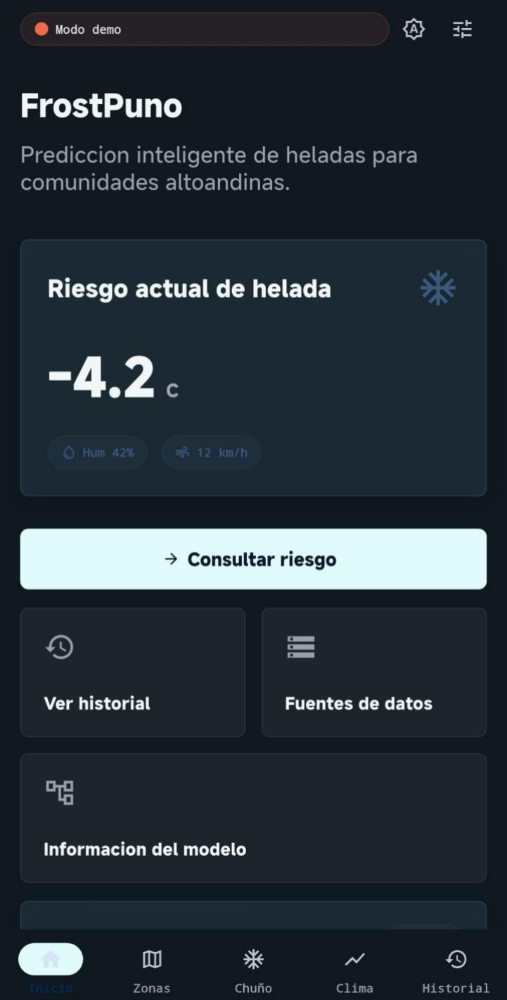 Modo demo
A
FrostPuno
Prediccion inteligente de heladas para
comunidades altoandinas.
Riesgo actual de helada
-4.2 C
Hum 42% 12 km/h
→ Consultar riesgo
Ver historial Fuentes de datos
Informacion del modelo
Inicio Zonas Chuño Clima Historial